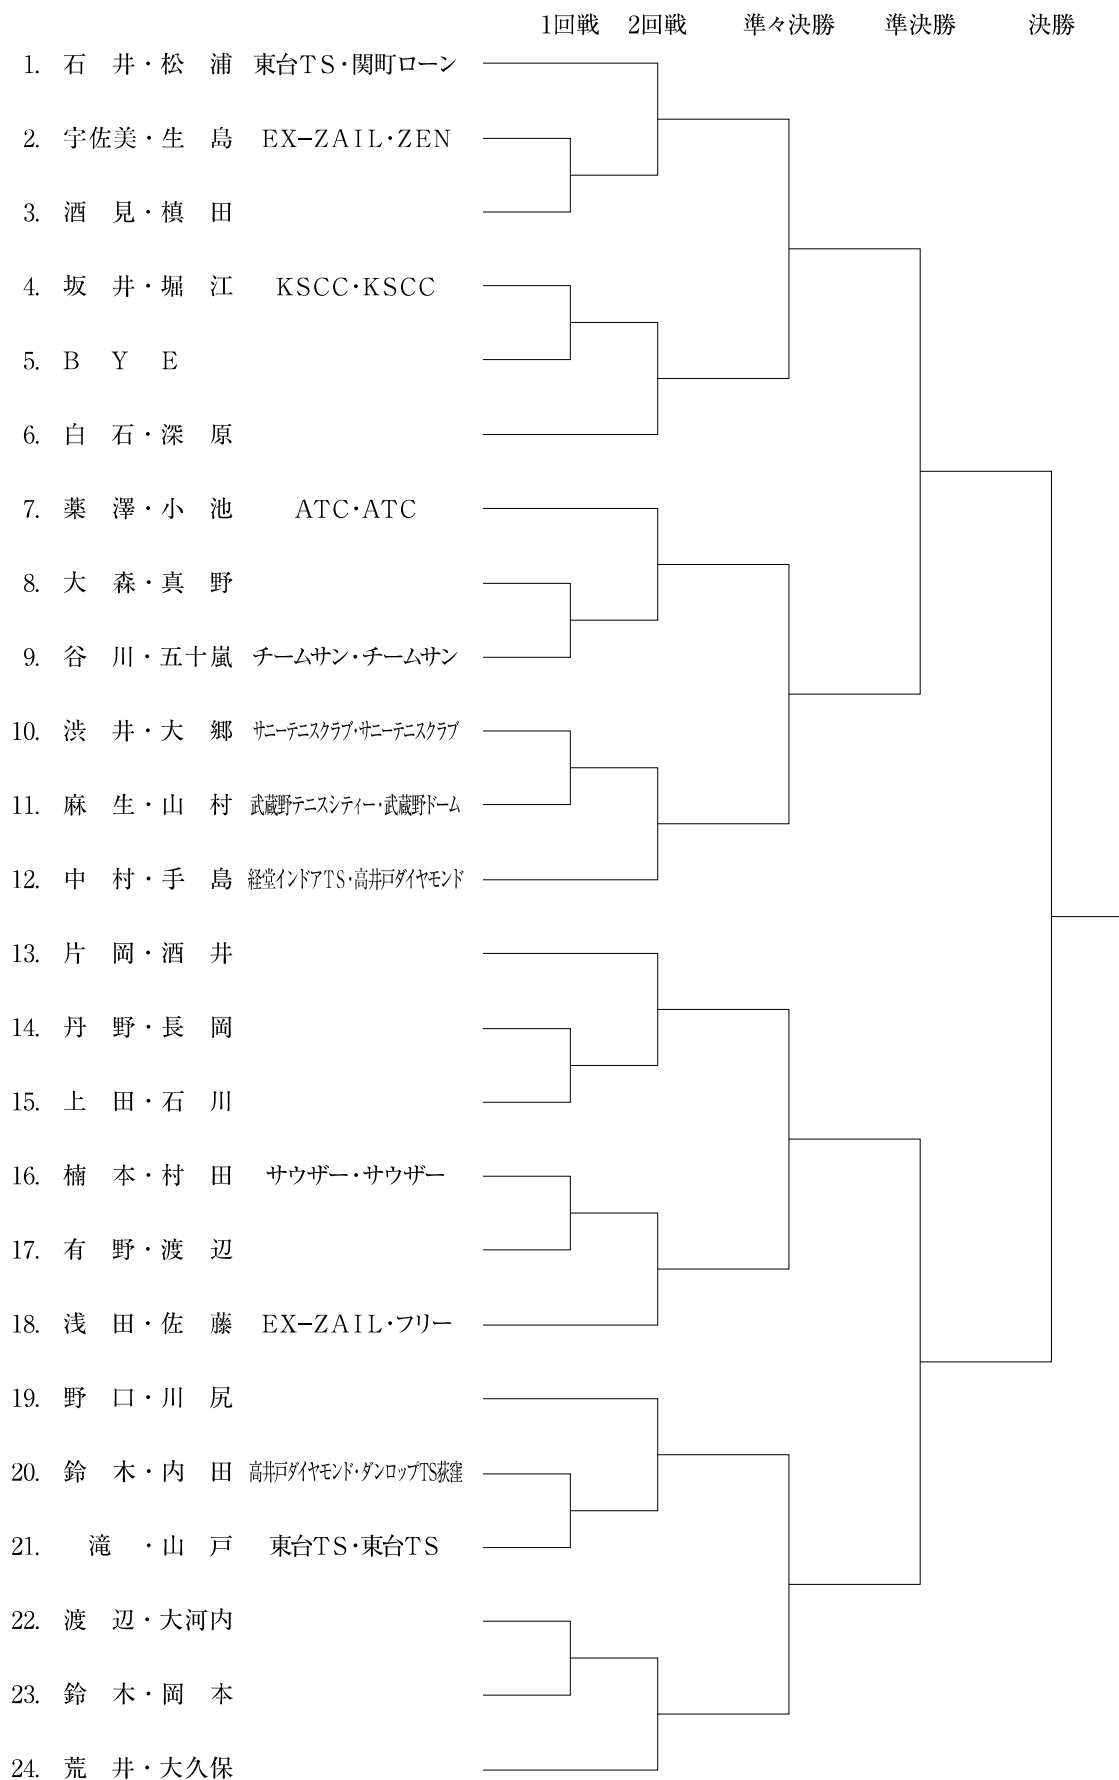 1回戦 2回戦 準々決勝 準決勝 決勝
1. 石 井・松 浦 東台TS・関町ローン
2. 宇佐美・生 島 EX−ZAIL・ZEN
3. 酒 見・槙 田
4. 坂 井・堀 江 KSCC・KSCC
5. B Y E
6. 白 石・深 原
7. 薬 澤・小 池 ATC・ATC
8. 大 森・真 野
9. 谷 川・五十嵐 チームサン・チームサン
10. 渋 井・大 郷 サニーテニスクラブ・サニーテニスクラブ
11. 麻 生・山 村 武蔵野テニスシティー・武蔵野ドーム
12. 中 村・手 島 経堂インドアTS・高井戸ダイヤモンド
13. 片 岡・酒 井
14. 丹 野・長 岡
15. 上 田・石 川
16. 楠 本・村 田 サウザー・サウザー
17. 有 野・渡 辺
18. 浅 田・佐 藤 EX−ZAIL・フリー
19. 野 口・川 尻
20. 鈴 木・内 田 高井戸ダイヤモンド・ダンロップTS荻窪
21. 滝 ・山 戸 東台TS・東台TS
22. 渡 辺・大河内
23. 鈴 木・岡 本
24. 荒 井・大久保